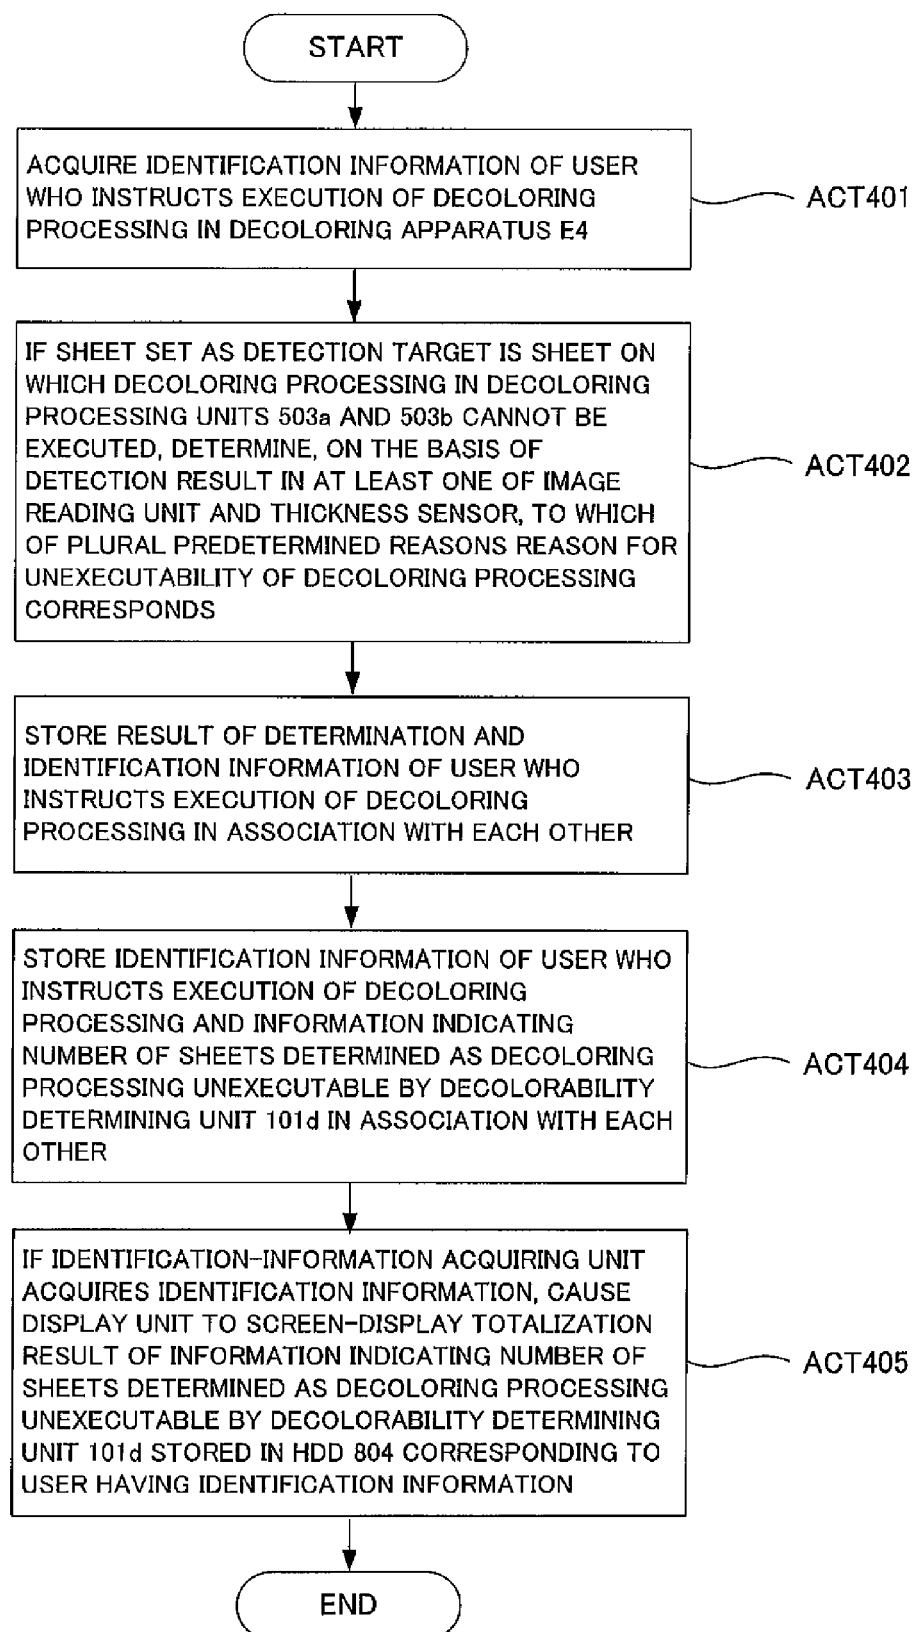 START
ACQUIRE IDENTIFICATION INFORMATION OF USER
WHO INSTRUCTS EXECUTION OF DECOLORING
PROCESSING IN DECOLORING APPARATUS E4
ACT401
IF SHEET SET AS DETECTION TARGET IS SHEET ON
WHICH DECOLORING PROCESSING IN DECOLORING
PROCESSING UNITS 503a AND 503b CANNOT BE
EXECUTED, DETERMINE, ON THE BASIS OF
DETECTION RESULT IN AT LEAST ONE OF IMAGE
READING UNIT AND THICKNESS SENSOR, TO WHICH
OF PLURAL PREDETERMINED REASONS REASON FOR
UNEXECUTABILITY OF DECOLORING PROCESSING
CORRESPONDS
ACT402
STORE RESULT OF DETERMINATION AND
IDENTIFICATION INFORMATION OF USER WHO
INSTRUCTS EXECUTION OF DECOLORING
PROCESSING IN ASSOCIATION WITH EACH OTHER
ACT403
STORE IDENTIFICATION INFORMATION OF USER WHO
INSTRUCTS EXECUTION OF DECOLORING
PROCESSING AND INFORMATION INDICATING
NUMBER OF SHEETS DETERMINED AS DECOLORING
PROCESSING UNEXECUTABLE BY DECOLORABILITY
DETERMINING UNIT 101d IN ASSOCIATION WITH EACH
OTHER
ACT404
IF IDENTIFICATION-INFORMATION ACQUIRING UNIT
ACQUIRES IDENTIFICATION INFORMATION, CAUSE
DISPLAY UNIT TO SCREEN-DISPLAY TOTALIZATION
RESULT OF INFORMATION INDICATING NUMBER OF
SHEETS DETERMINED AS DECOLORING PROCESSING
UNEXECUTABLE BY DECOLORABILITY DETERMINING
UNIT 101d STORED IN HDD 804 CORRESPONDING TO
USER HAVING IDENTIFICATION INFORMATION
ACT405
END